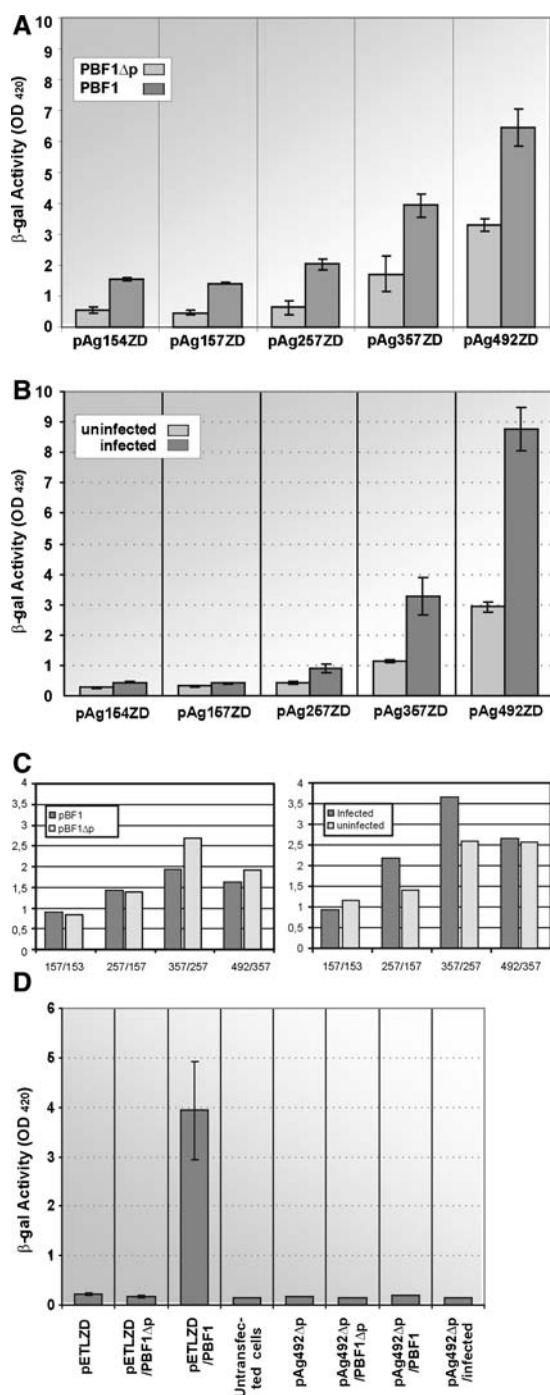 A
β-gal Activity (OD 420)
10
9
8
7
6
5
4
3
2
1
0
PBF1Δp
PBF1
pAg154ZD pAg157ZD pAg257ZD pAg357ZD pAg492ZD
B
β-gal Activity (OD 420)
10
9
8
7
6
5
4
3
2
1
0
uninfected
infected
pAg154ZD pAg157ZD pAg257ZD pAg357ZD pAg492ZD
C
4
3,5
3
2,5
2
1,5
1
0,5
0
pBF1
pBF1Δp
157/153 257/157 357/257 492/357
4
3,5
3
2,5
2
1,5
1
0,5
0
Infected
uninfected
157/153 257/157 357/257 492/357
D
β-gal Activity (OD 420)
6
5
4
3
2
1
0
pETLZD
pETLZD
/PBF1Δp
pETLZD
/PBF1
Untransfec-
ted cells
pAg492Δp
pAg492Δp
/PBF1Δp
pAg492Δp
/PBF1
pAg492Δp
/infected